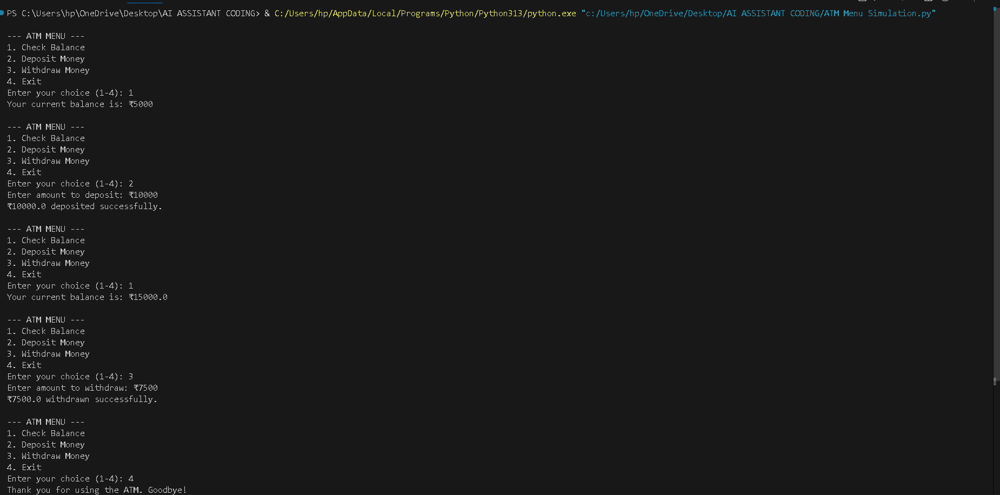 PS C:\Users\hp\OneDrive\Desktop\AI ASSISTANT CODING> & C:/Users/hp/AppData/Local/Programs/Python/Python313/python.exe "c:/Users/hp/OneDrive/Desktop/AI ASSISTANT CODING/ATM Menu Simulation.py"
--- ATM MENU ---
1. Check Balance
2. Deposit Money
3. Withdraw Money
4. Exit
Enter your choice (1-4): 1
Your current balance is: ₹5000
--- ATM MENU ---
1. Check Balance
2. Deposit Money
3. Withdraw Money
4. Exit
Enter your choice (1-4): 2
Enter amount to deposit: ₹10000
₹10000.0 deposited successfully.
--- ATM MENU ---
1. Check Balance
2. Deposit Money
3. Withdraw Money
4. Exit
Enter your choice (1-4): 1
Your current balance is: ₹15000.0
--- ATM MENU ---
1. Check Balance
2. Deposit Money
3. Withdraw Money
4. Exit
Enter your choice (1-4): 3
Enter amount to withdraw: ₹7500
₹7500.0 withdrawn successfully.
--- ATM MENU ---
1. Check Balance
2. Deposit Money
3. Withdraw Money
4. Exit
Enter your choice (1-4): 4
Thank you for using the ATM. Goodbye!